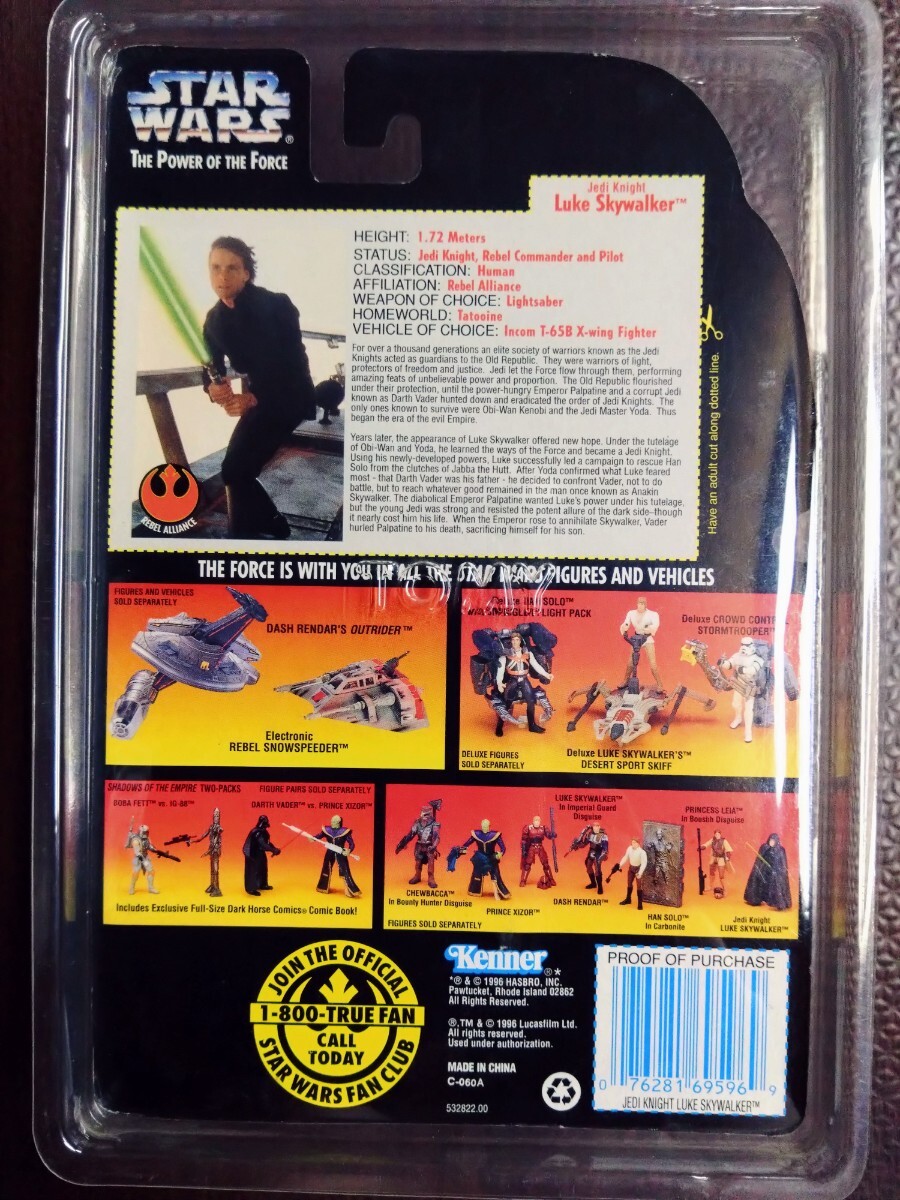 STAR
WARS®
THE POWER OF THE FORCE
Jedi Knight
Luke Skywalker™
HEIGHT: 1.72 Meters
STATUS: Jedi Knight, Rebel Commander and Pilot
CLASSIFICATION: Human
AFFILIATION: Rebel Alliance
WEAPON OF CHOICE: Lightsaber
HOMEWORLD: Tatooine
VEHICLE OF CHOICE: Incom T-65B X-wing Fighter
For over a thousand generations an elite society of warriors known as the Jedi
Knights acted as guardians to the Old Republic. They were warriors of light,
protectors of freedom and justice. Jedi let the Force flow through them, performing
amazing feats of unbelievable power and proportion. The Old Republic flourished
under their protection, until the power-hungry Emperor Palpatine and a corrupt Jedi
known as Darth Vader hunted down and eradicated the order of Jedi Knights. The
only ones known to survive were Obi-Wan Kenobi and the Jedi Master Yoda. Thus
began the era of the evil Empire.
Years later, the appearance of Luke Skywalker offered new hope. Under the tutelage
of Obi-Wan and Yoda, he learned the ways of the Force and became a Jedi Knight.
Using his newly-developed powers, Luke successfully led a campaign to rescue Han
Solo from the clutches of Jabba the Hutt. After Yoda confirmed what Luke feared
most - that Darth Vader was his father - he decided to confront Vader, not to do
battle, but to reach whatever good remained in the man once known as Anakin
Skywalker. The diabolical Emperor Palpatine wanted Luke's power under his tutelage,
but the young Jedi was strong and resisted the potent allure of the dark side–though
it nearly cost him his life. When the Emperor rose to annihilate Skywalker, Vader
hurled Palpatine to his death, sacrificing himself for his son.
REBEL ALLIANCE
Have an adult cut along dotted line.
THE FORCE IS WITH YOU IN ALL THE STAR WARS FIGURES AND VEHICLES
TOMY
FIGURES AND VEHICLES
SOLD SEPARATELY
DASH RENDAR'S OUTRIDER™
Electronic
REBEL SNOWSPEEDER™
Deluxe HAN SOLO™
with SMUGGLER FLIGHT PACK
Deluxe CROWD CONTROL
STORMTROOPER™
DELUXE FIGURES
SOLD SEPARATELY
Deluxe LUKE SKYWALKER'S™
DESERT SPORT SKIFF
SHADOWS OF THE EMPIRE TWO-PACKS
FIGURE PAIRS SOLD SEPARATELY
BOBA FETT™ vs. IG-88™
DARTH VADER™ vs. PRINCE XIZOR™
Includes Exclusive Full-Size Dark Horse Comics® Comic Book!
LUKE SKYWALKER™
In Imperial Guard
Disguise
PRINCESS LEIA™
In Boushh Disguise
CHEWBACCA™
In Bounty Hunter Disguise
PRINCE XIZOR™
DASH RENDAR™
HAN SOLO™
In Carbonite
Jedi Knight
LUKE SKYWALKER™
FIGURES SOLD SEPARATELY
JOIN THE OFFICIAL
1-800-TRUE FAN
CALL
TODAY
STAR WARS FAN CLUB
Kenner®*
*® & © 1996 HASBRO, INC.
Pawtucket, Rhode Island 02862
All Rights Reserved.
®,TM & © 1996 Lucasfilm Ltd.
All rights reserved.
Used under authorization.
MADE IN CHINA
C-060A
532822.00
PROOF OF PURCHASE
0 76281 69596 9
JEDI KNIGHT LUKE SKYWALKER™